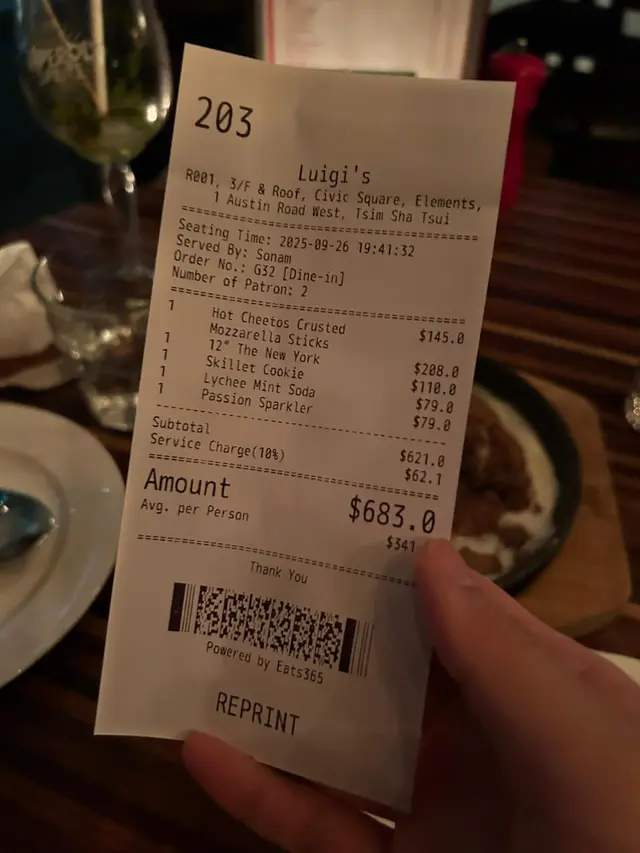 203
Luigi's
R001, 3/F & Roof, Civic Square, Elements,
1 Austin Road West, Tsim Sha Tsui
Seating Time: 2025-09-26 19:41:32
Served By: Sonam
Order No.: G32 [Dine-in]
Number of Patron: 2
1 Hot Cheetos Crusted $145.0
Mozzarella Sticks
1 12" The New York $208.0
1 Skillet Cookie $110.0
1 Lychee Mint Soda $79.0
1 Passion Sparkler $79.0
Subtotal $621.0
Service Charge(10%) $62.1
Amount $683.0
Avg. per Person $341
Thank You
Powered by Eats365
REPRINT